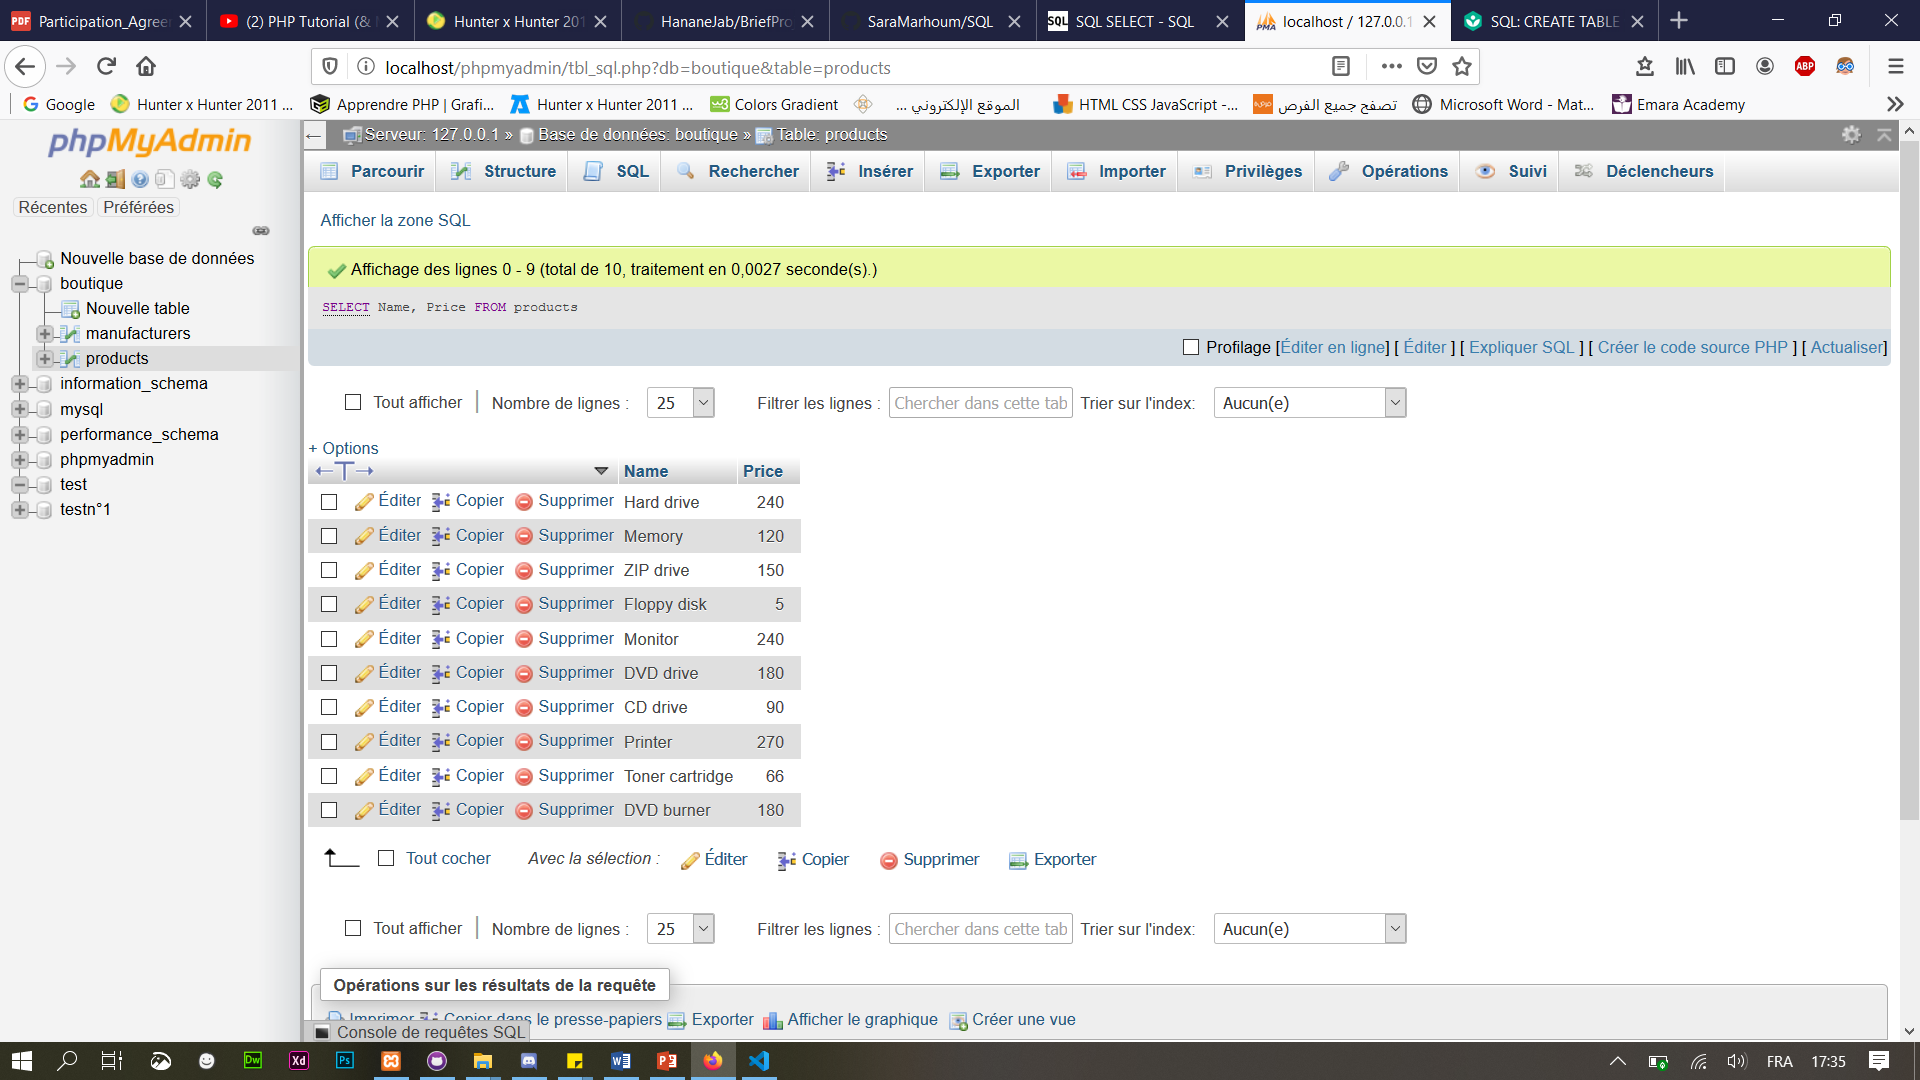 Participation_Agree
(2) PHP Tutorial (&
Hunter x Hunter 201
HananeJab/BriefPro
SaraMarhoum/SQL
SQL SELECT - SQL
localhost / 127.0.0.1
SQL: CREATE TABLE
localhost/phpmyadmin/tbl_sql.php?db=boutique&table=products
Google
Hunter x Hunter 2011 ...
Apprendre PHP | Grafi...
Hunter x Hunter 2011 ...
Colors Gradient
الموقع الإلكتروني ...
HTML CSS JavaScript -...
تصفح جميع الفرص
Microsoft Word - Mat...
Emara Academy
phpMyAdmin
Récentes Préférées
Nouvelle base de données
boutique
Nouvelle table
manufacturers
products
information_schema
mysql
performance_schema
phpmyadmin
test
testn°1
Serveur: 127.0.0.1 » Base de données: boutique » Table: products
Parcourir Structure SQL Rechercher Insérer Exporter Importer Privilèges Opérations Suivi Déclencheurs
Afficher la zone SQL
Affichage des lignes 0 - 9 (total de 10, traitement en 0,0027 seconde(s).)
SELECT Name, Price FROM products
Profilage [Éditer en ligne] [ Éditer ] [ Expliquer SQL ] [ Créer le code source PHP ] [ Actualiser]
Tout afficher | Nombre de lignes : 25 Filtrer les lignes : Chercher dans cette tab Trier sur l'index: Aucun(e)
+ Options
←T→ Name Price
Éditer Copier Supprimer Hard drive 240
Éditer Copier Supprimer Memory 120
Éditer Copier Supprimer ZIP drive 150
Éditer Copier Supprimer Floppy disk 5
Éditer Copier Supprimer Monitor 240
Éditer Copier Supprimer DVD drive 180
Éditer Copier Supprimer CD drive 90
Éditer Copier Supprimer Printer 270
Éditer Copier Supprimer Toner cartridge 66
Éditer Copier Supprimer DVD burner 180
Tout cocher Avec la sélection : Éditer Copier Supprimer Exporter
Tout afficher | Nombre de lignes : 25 Filtrer les lignes : Chercher dans cette tab Trier sur l'index: Aucun(e)
Opérations sur les résultats de la requête
Imprimer Copier dans le presse-papiers Exporter Afficher le graphique Créer une vue
Console de requêtes SQL
FRA 17:35